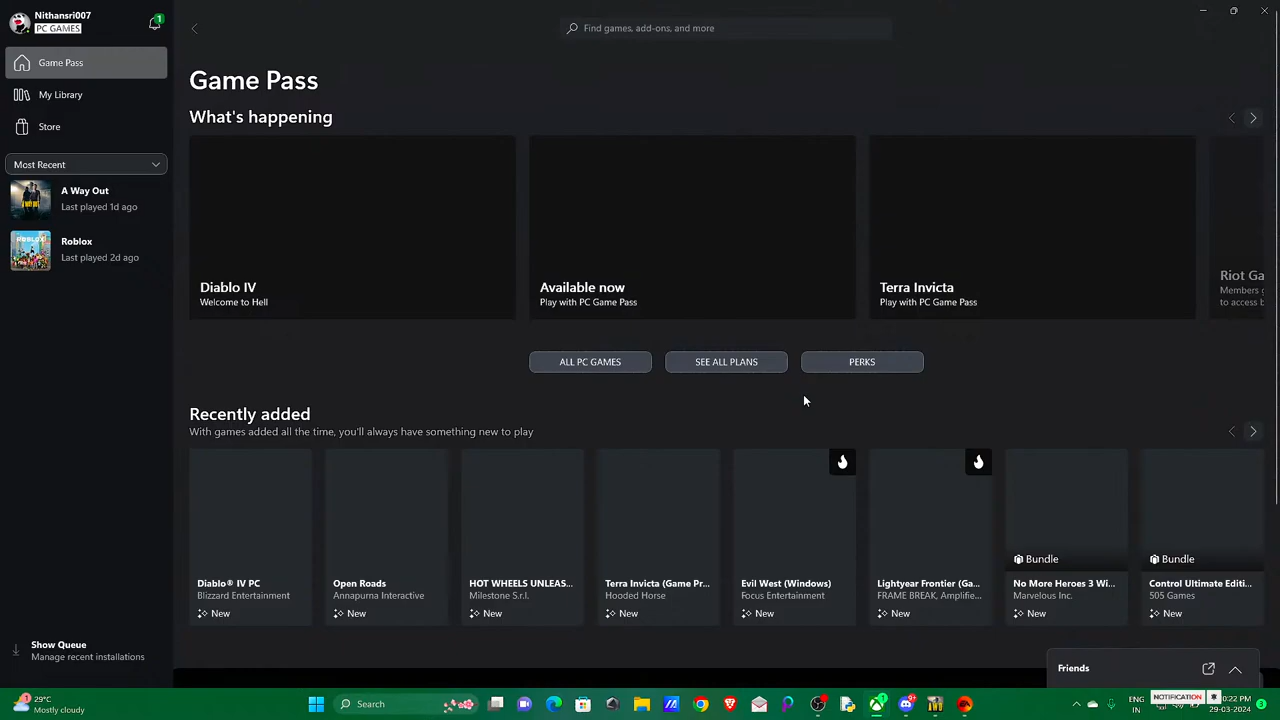 Nithansri007
PC GAMES
1
Find games, add-ons, and more
Game Pass
My Library
Store
Most Recent
A Way Out
Last played 1d ago
Roblox
Last played 2d ago
Show Queue
Manage recent installations
Game Pass
What's happening
Diablo IV
Welcome to Hell
Available now
Play with PC Game Pass
Terra Invicta
Play with PC Game Pass
Riot Ga
Members g
to access b
ALL PC GAMES
SEE ALL PLANS
PERKS
Recently added
With games added all the time, you'll always have something new to play
Diablo® IV PC
Blizzard Entertainment
New
Open Roads
Annapurna Interactive
New
HOT WHEELS UNLEAS...
Milestone S.r.l.
New
Terra Invicta (Game Pr...
Hooded Horse
New
Evil West (Windows)
Focus Entertainment
New
Lightyear Frontier (Ga...
FRAME BREAK, Amplifie...
New
Bundle
No More Heroes 3 Wi...
Marvelous Inc.
New
Bundle
Control Ultimate Editi...
505 Games
New
Friends
29°C
Mostly cloudy
Search
ENG
IN
NOTIFICATION
0:22 PM
29-03-2024
3